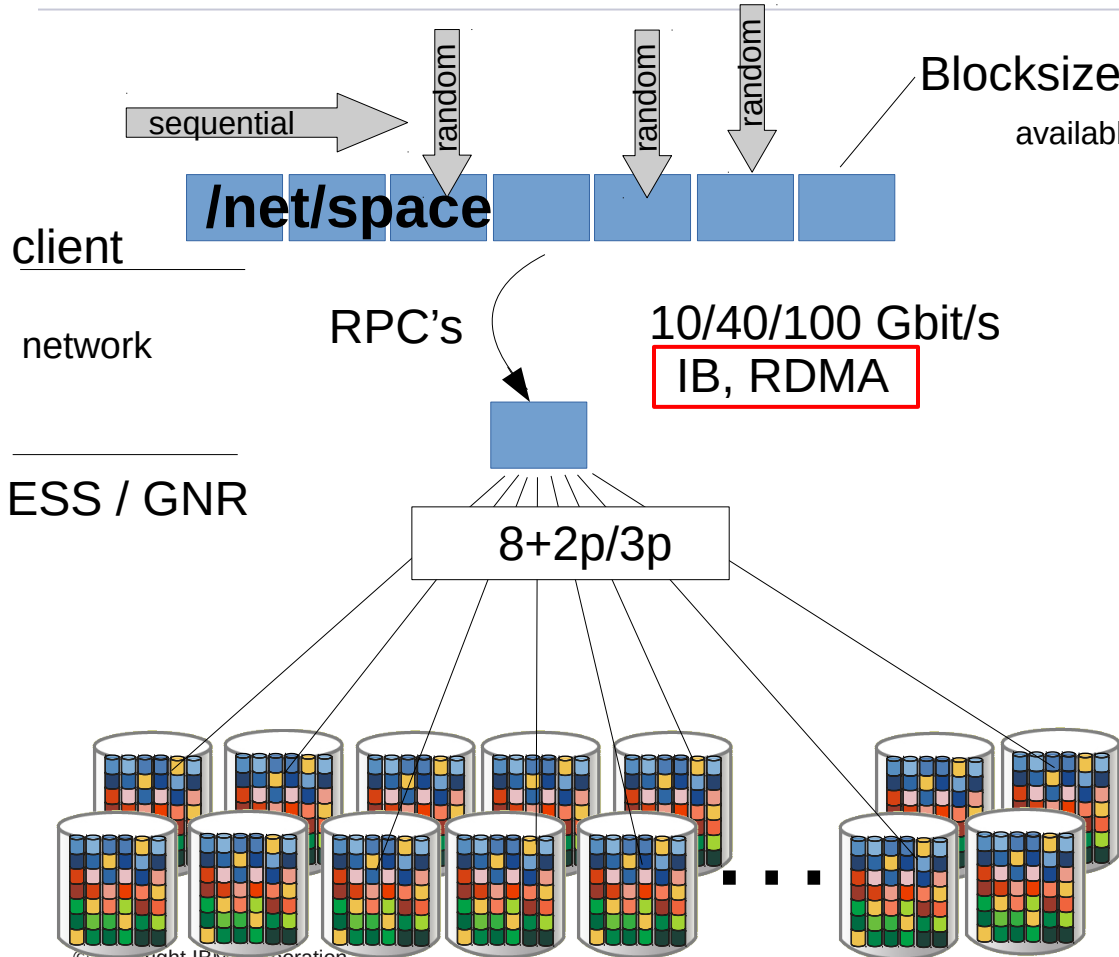 random
random
random
Blocksize
sequential
/net/space
client
RPC's
10/40/100 Gbit/s
network
IB, RDMA
ESS / GNR
8+2p/3p